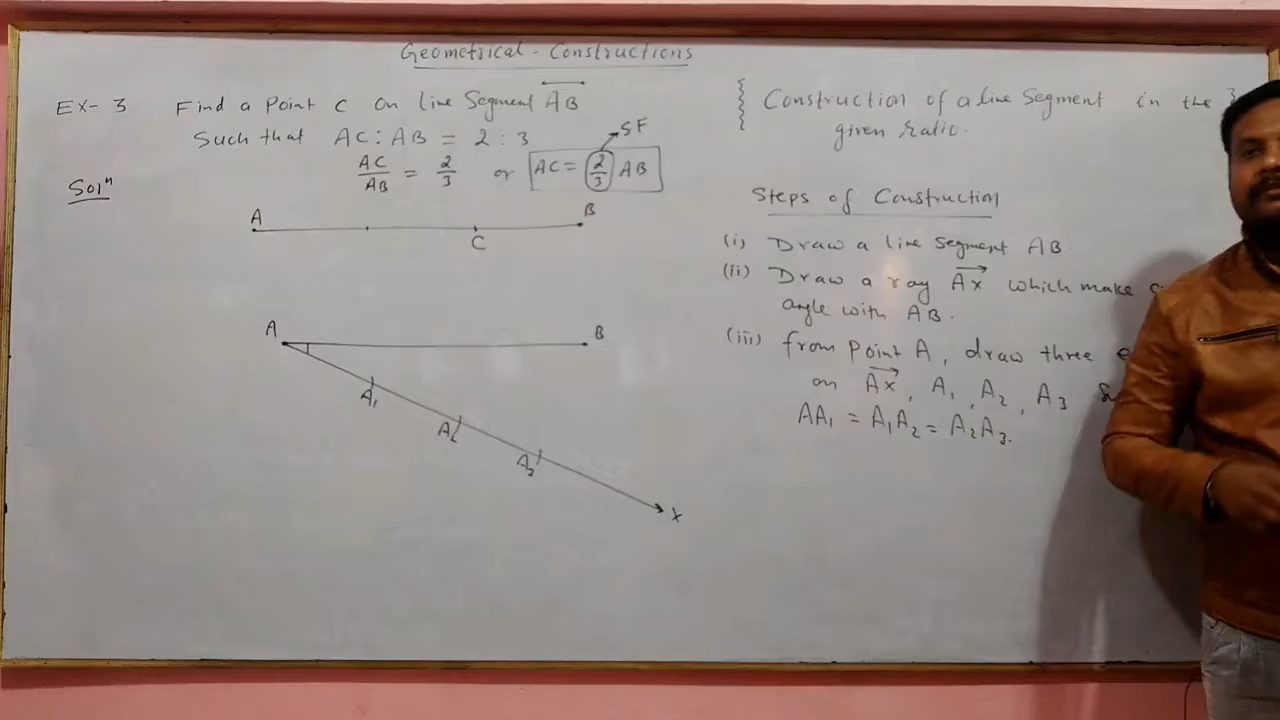 Geometrical - Constructions
Ex- 3 Find a Point C on line Segment AB
Such that AC : AB = 2 : 3
AC/AB = 2/3 or AC = 2/3 AB
SF
Solⁿ
A B
C
A B
A₁
A₂
A₃
X
{ Construction of a line Segment in the }
given ratio.
Steps of Construction
(i) Draw a line segment AB.
(ii) Draw a ray AX which make
angle with AB.
(iii) from point A, draw three
on AX, A₁, A₂, A₃
AA₁ = A₁A₂ = A₂A₃.